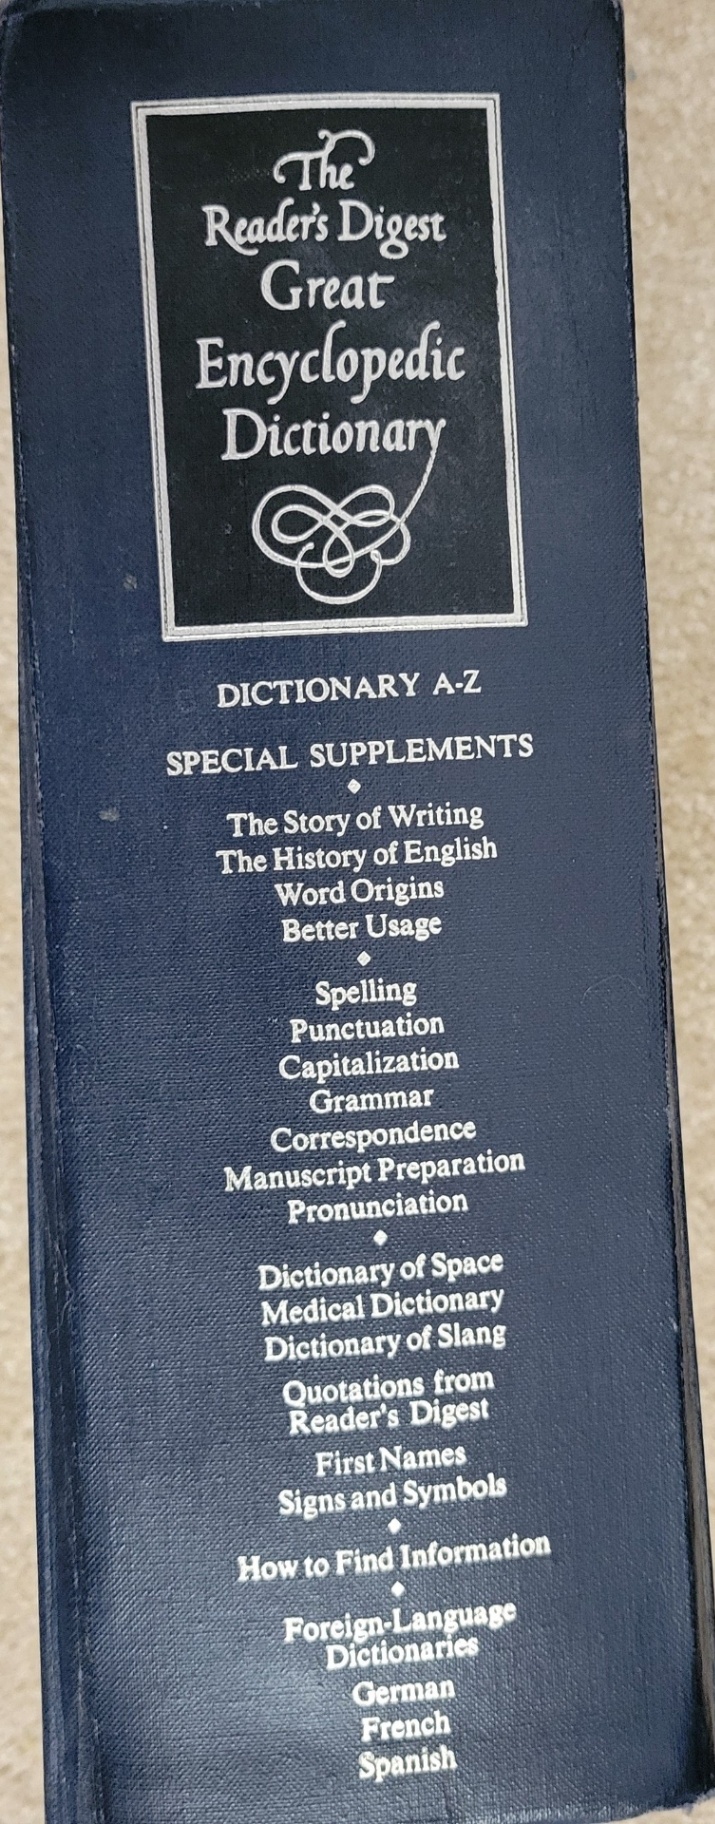 The
Reader's Digest
Great
Encyclopedic
Dictionary
DICTIONARY A-Z
SPECIAL SUPPLEMENTS
The Story of Writing
The History of English
Word Origins
Better Usage
Spelling
Punctuation
Capitalization
Grammar
Correspondence
Manuscript Preparation
Pronunciation
Dictionary of Space
Medical Dictionary
Dictionary of Slang
Quotations from
Reader's Digest
First Names
Signs and Symbols
How to Find Information
Foreign-Language
Dictionaries
German
French
Spanish